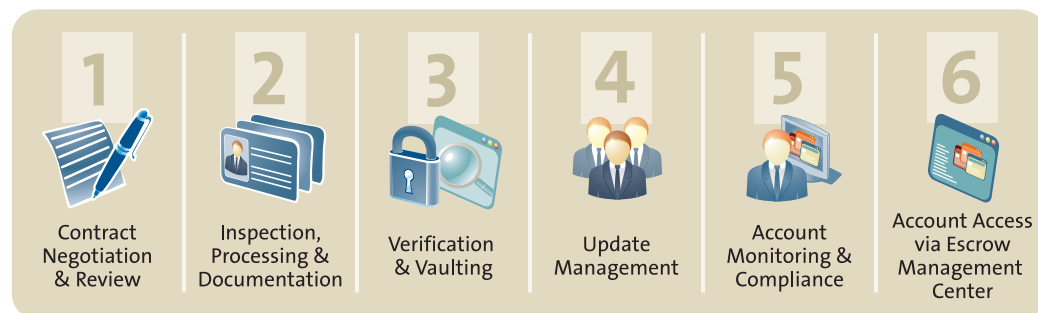 1
Contract
Negotiation
& Review
2
Inspection,
Processing &
Documentation
3
Verification
& Vaulting
4
Update
Management
5
Account
Monitoring &
Compliance
6
Account Access
via Escrow
Management
Center